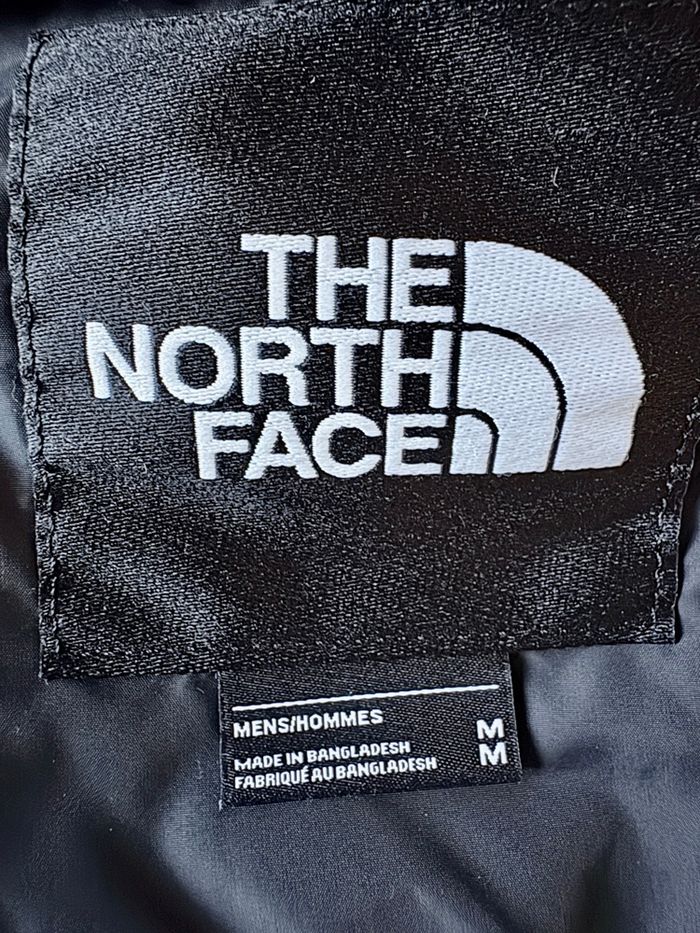 THE
NORTH
FACE
MENS/HOMMES M
MADE IN BANGLADESH M
FABRIQUÉ AU BANGLADESH